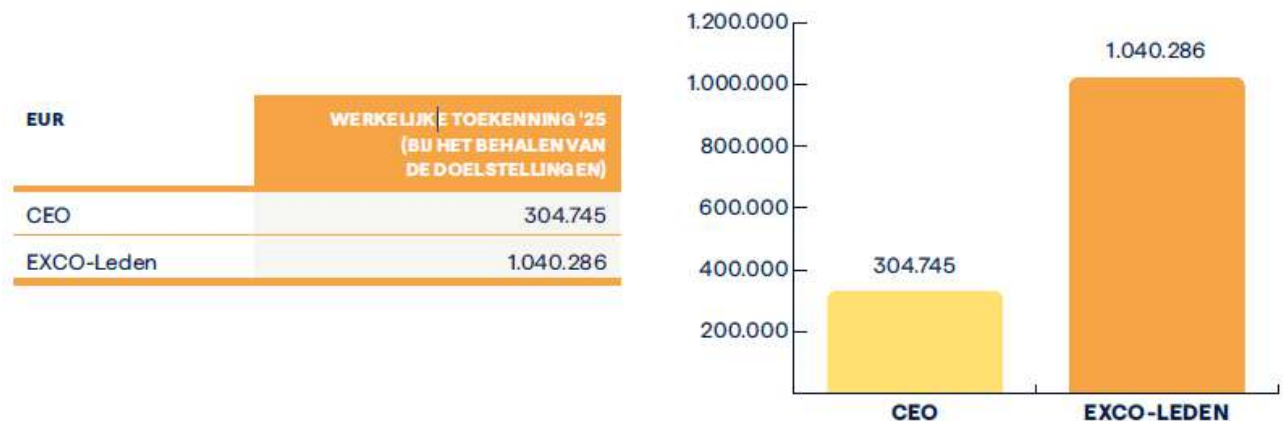 EUR
WERKELIJKE TOEKENNING '25
(BIJ HET BEHALEN VAN
DE DOELSTELLINGEN)
CEO 304.745
EXCO-Leden 1.040.286
1.200.000
1.040.286
1.000.000
800.000
600.000
400.000
304.745
200.000
CEO EXCO-LEDEN